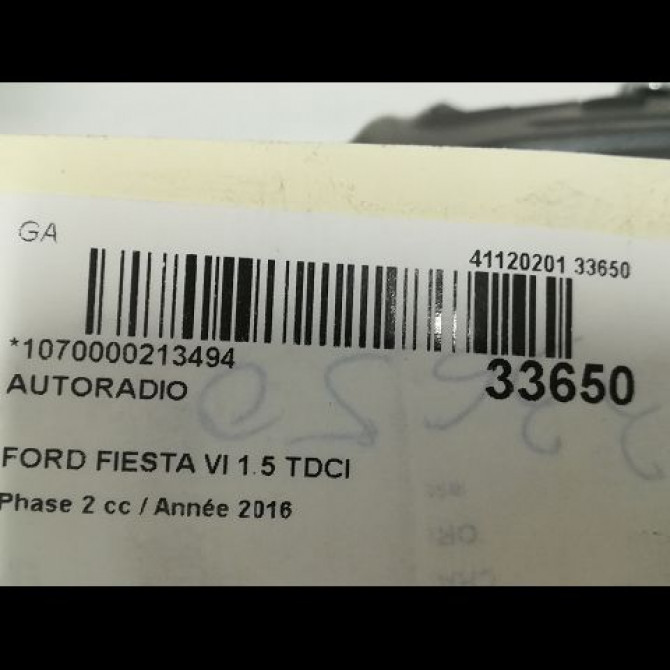 GA
41120201 33650
*1070000213494
33650
AUTORADIO
FORD FIESTA VI 1.5 TDCI
Phase 2 cc / Année 2016